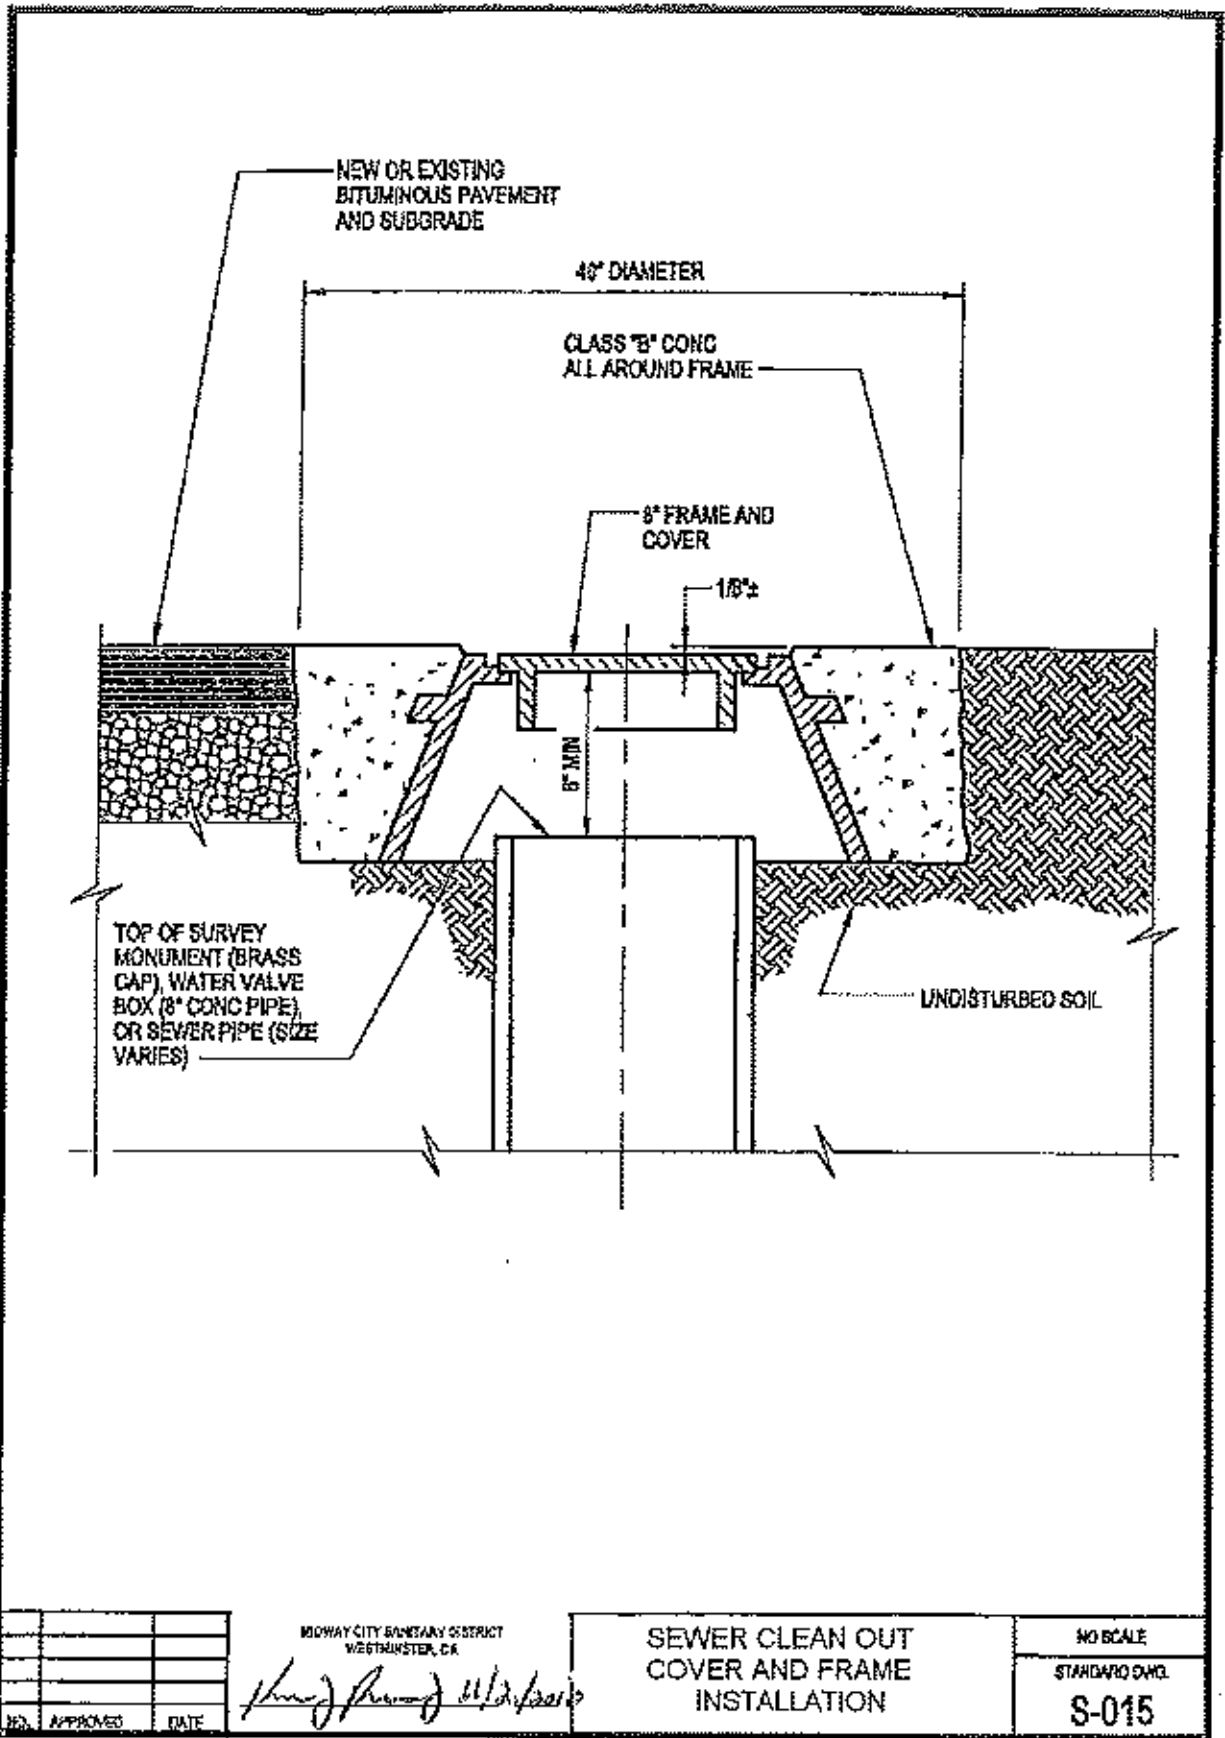 NEW OR EXISTING
BITUMINOUS PAVEMENT
AND SUBGRADE
40" DIAMETER
CLASS "B" CONC
ALL AROUND FRAME
8" FRAME AND
COVER
1/8"±
6" MIN
TOP OF SURVEY
MONUMENT (BRASS
CAP), WATER VALVE
BOX (8" CONC PIPE),
OR SEWER PIPE (SIZE
VARIES)
UNDISTURBED SOIL
NO.
APPROVED
DATE
MIDWAY CITY SANITARY DISTRICT
WESTMINSTER, CA
SEWER CLEAN OUT
COVER AND FRAME
INSTALLATION
NO SCALE
STANDARD DWG.
S-015